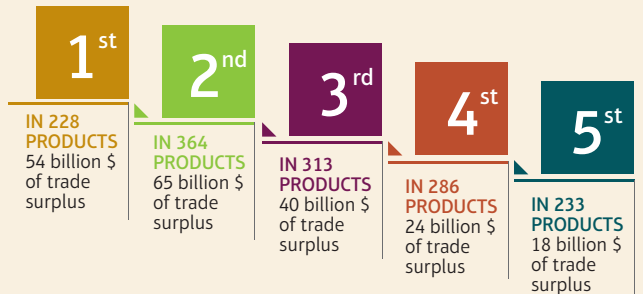 1st
IN 228
PRODUCTS
54 billion $
of trade
surplus
2nd
IN 364
PRODUCTS
65 billion $
of trade
surplus
3rd
IN 313
PRODUCTS
40 billion $
of trade
surplus
4st
IN 286
PRODUCTS
24 billion $
of trade
surplus
5st
IN 233
PRODUCTS
18 billion $
of trade
surplus